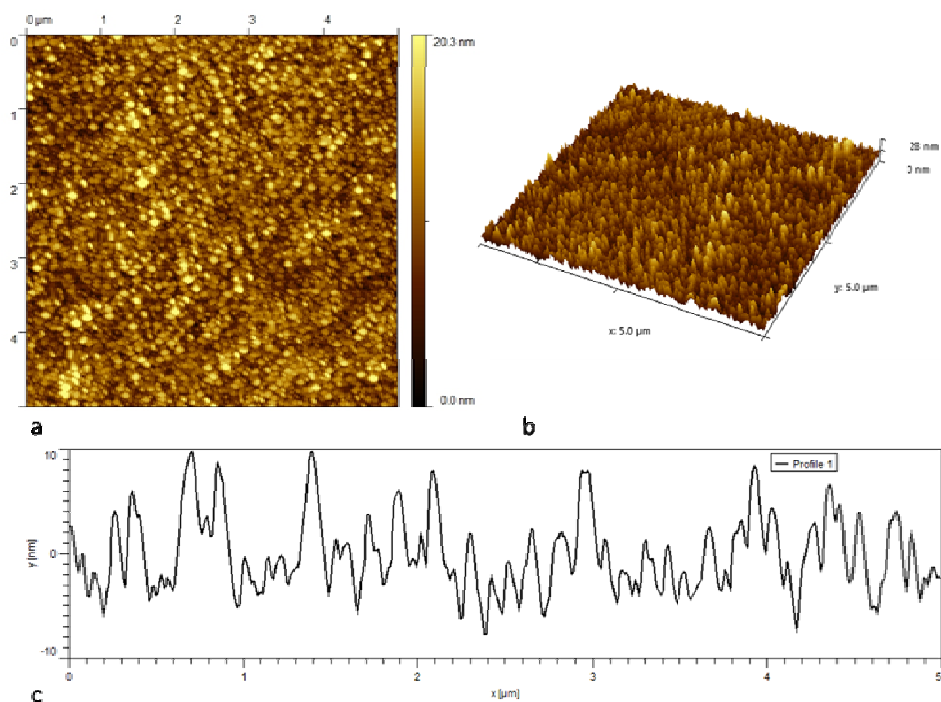 0 µm 1 2 3 4
0
1
2
3
4
20.3 nm
0.0 nm
a
28 nm
0 nm
y: 5.0 µm
x: 5.0 µm
b
10
0
-10
y [nm]
Profile 1
0 1 2 3 4 5
x [µm]
c